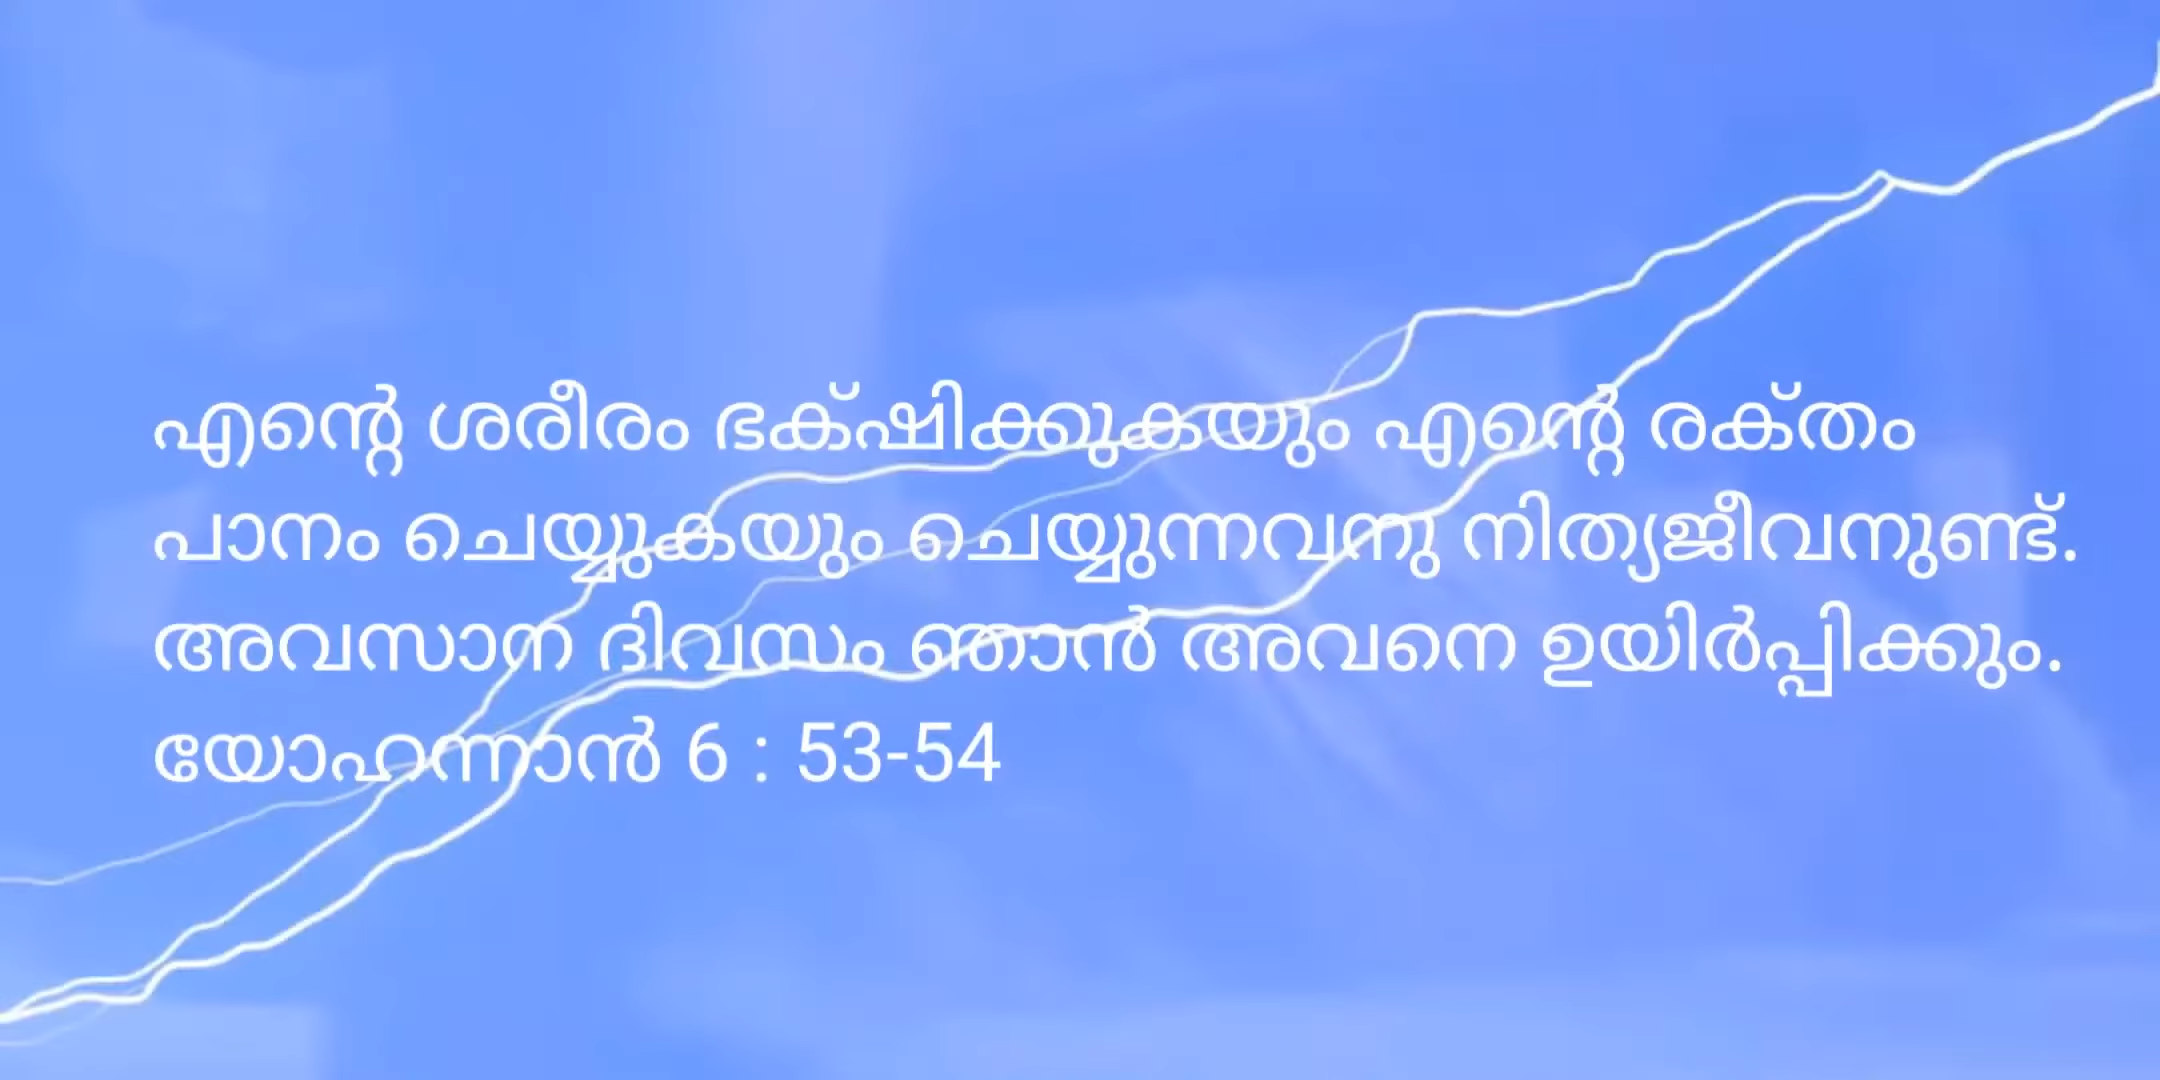 എന്റെ ശരീരം ഭക്‌ഷിക്കുകയും എന്റെ രക്‌തം
പാനം ചെയ്യുകയും ചെയ്യുന്നവനു നിത്യജീവനുണ്ട്.
അവസാന ദിവസം ഞാൻ അവനെ ഉയിർപ്പിക്കും.
യോഹന്നാൻ 6 : 53-54